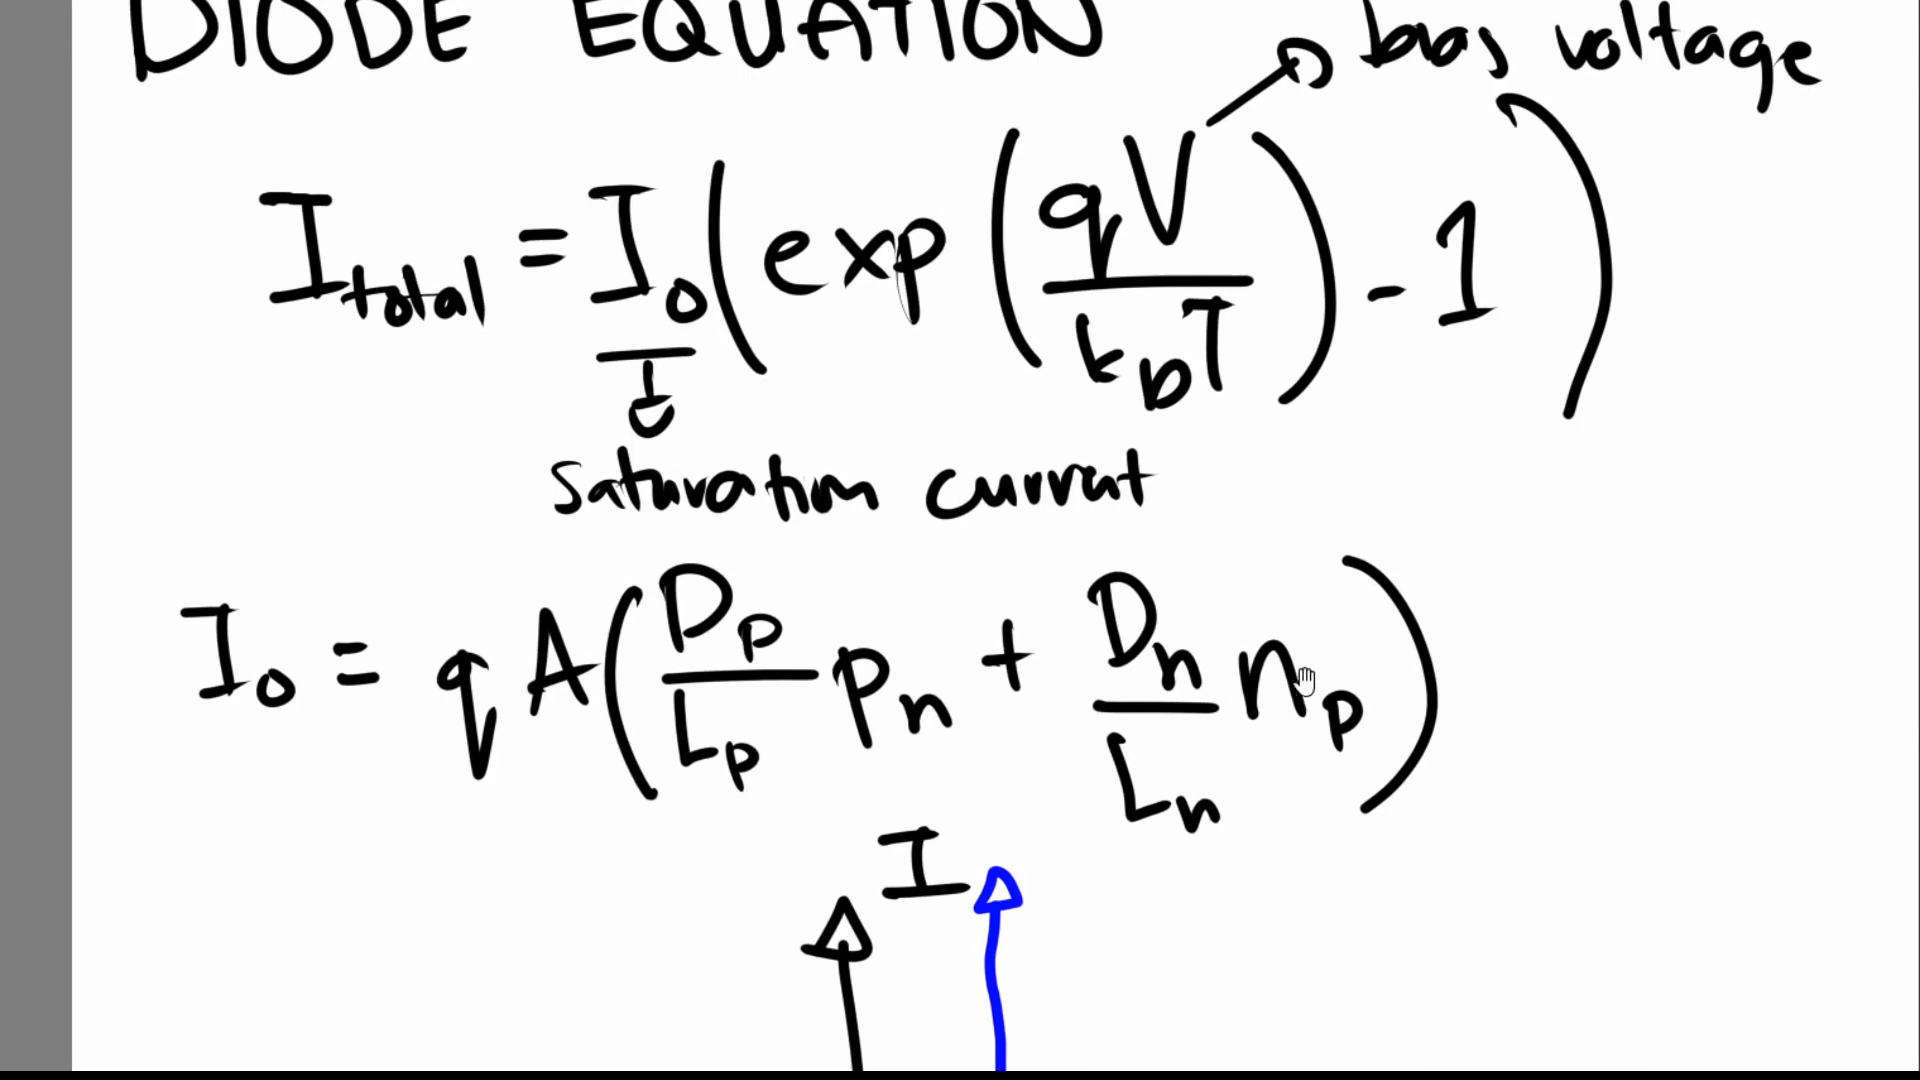 DIODE EQUATION
bias voltage
I_total = I_0 (exp(qV / k_b T) - 1)
saturation current
I_0 = qA (D_p / L_p p_n + D_n / L_n n_p)
I